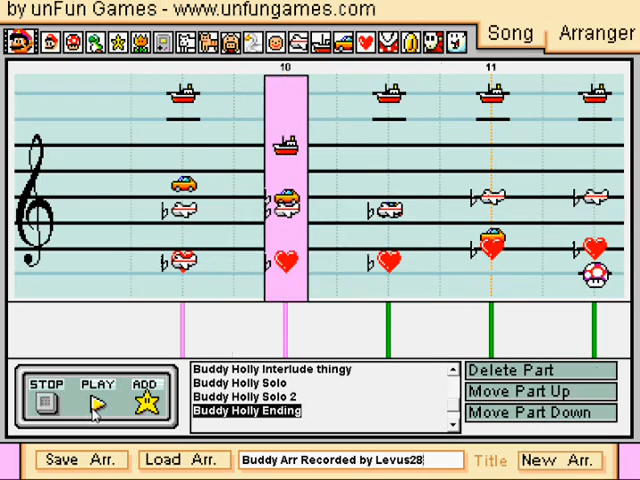 by unFun Games - www.unfungames.com
Song
Arranger
10
11
STOP
PLAY
ADD
Buddy Holly Interlude thingy
Buddy Holly Solo
Buddy Holly Solo 2
Buddy Holly Ending
Delete Part
Move Part Up
Move Part Down
Save Arr.
Load Arr.
Buddy Arr Recorded by Levus28
Title
New Arr.